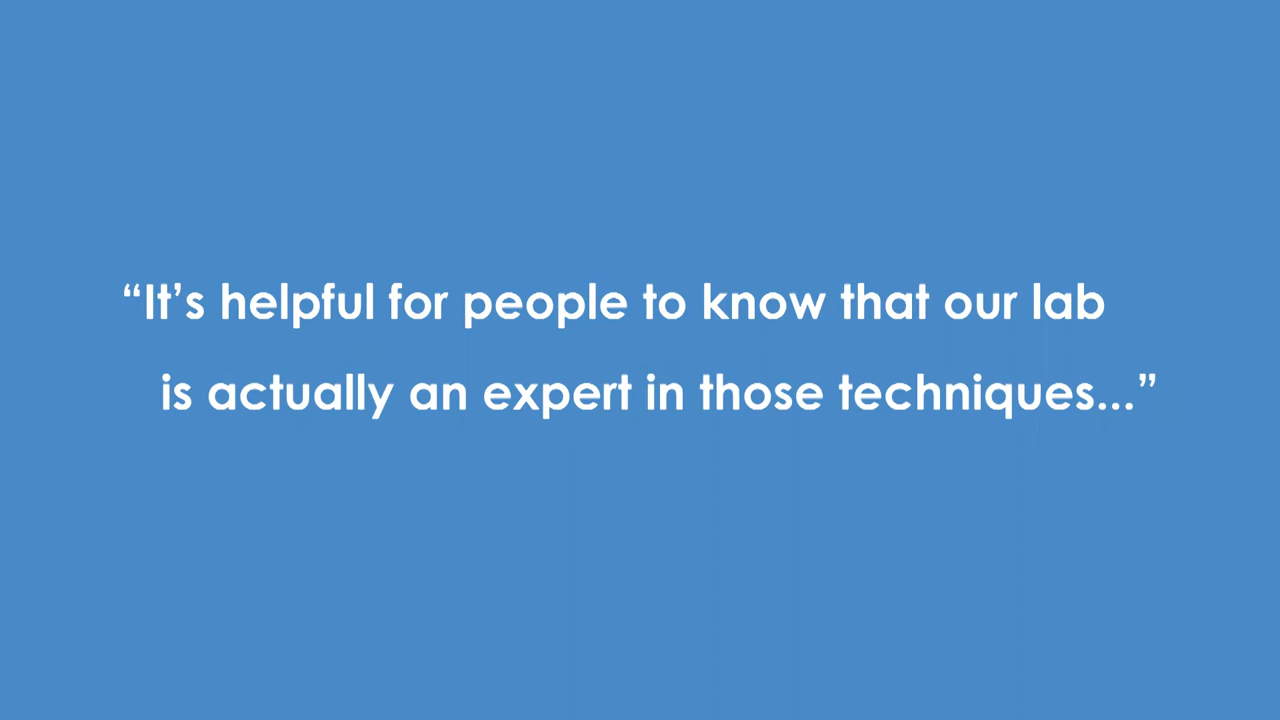 “It’s helpful for people to know that our lab
is actually an expert in those techniques...”